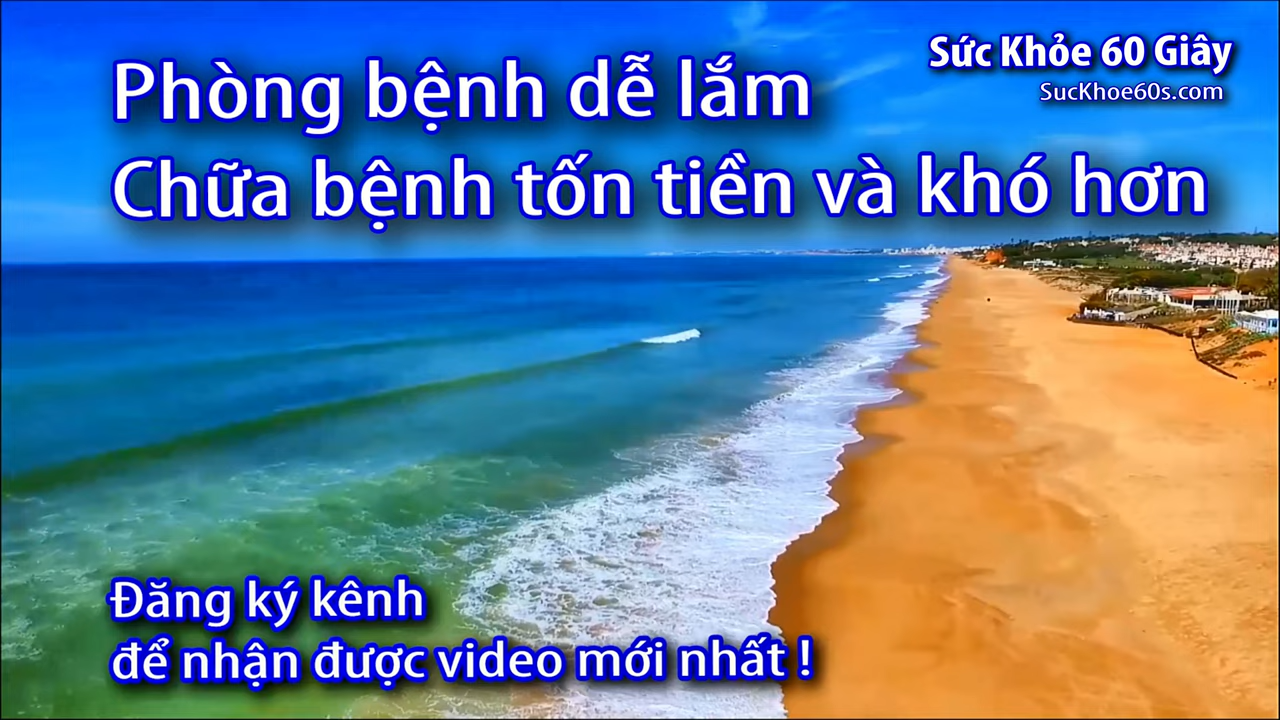 Sức Khỏe 60 Giây
SucKhoe60s.com
Phòng bệnh dễ lắm
Chữa bệnh tốn tiền và khó hơn
Đăng ký kênh
để nhận được video mới nhất !